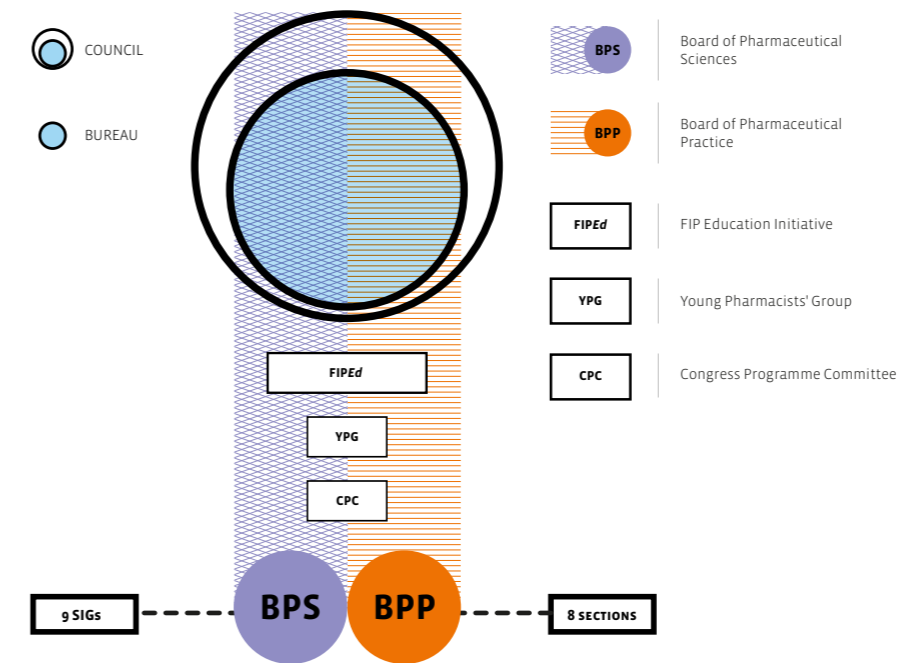 COUNCIL
BUREAU
FIPEd
YPG
CPC
BPS
BPP
9 SIGs
8 SECTIONS
BPS
Board of Pharmaceutical
Sciences
BPP
Board of Pharmaceutical
Practice
FIPEd
FIP Education Initiative
YPG
Young Pharmacists' Group
CPC
Congress Programme Committee